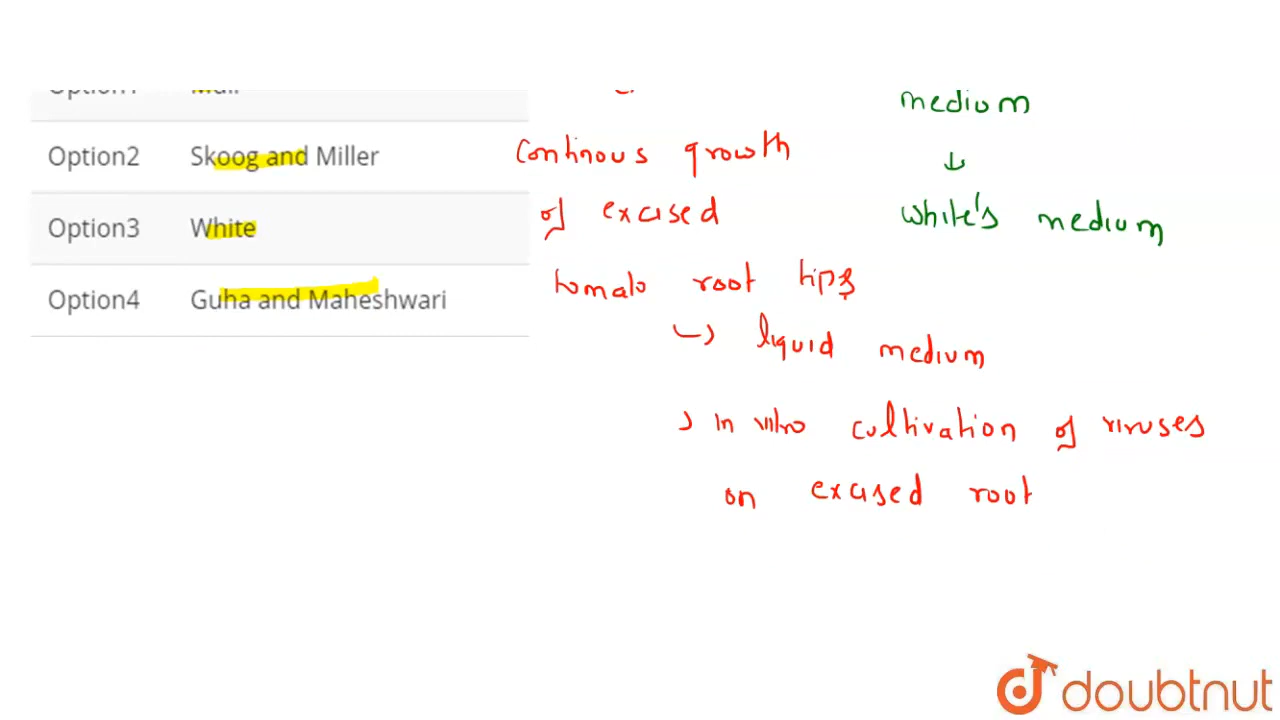 medium
Option2 Skoog and Miller
Continous growth
of excised
white's medium
Option3 White
tomato root tips
Option4 Guha and Maheshwari
liquid medium
In vitro cultivation of viruses
on excised root
doubtnut